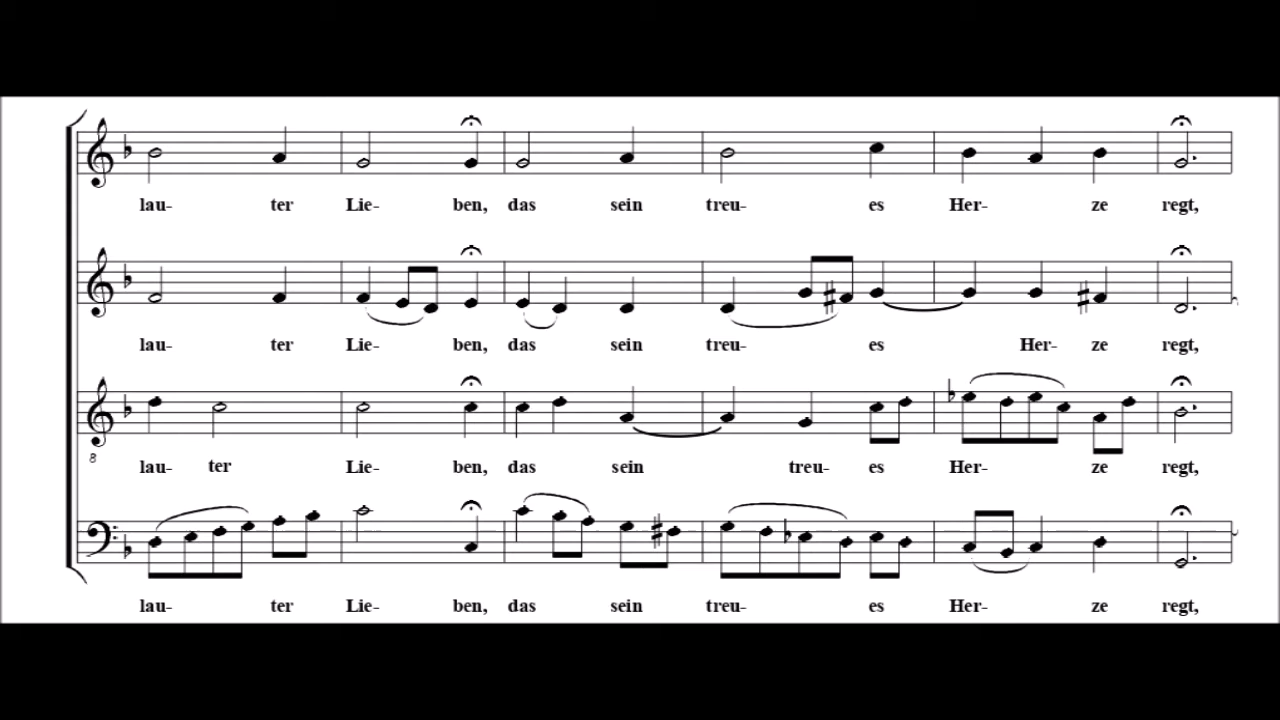 lau- ter Lie- ben, das sein treu- es Her- ze regt,
lau- ter Lie- ben, das sein treu- es Her- ze regt,
8
lau- ter Lie- ben, das sein treu- es Her- ze regt,
lau- ter Lie- ben, das sein treu- es Her- ze regt,